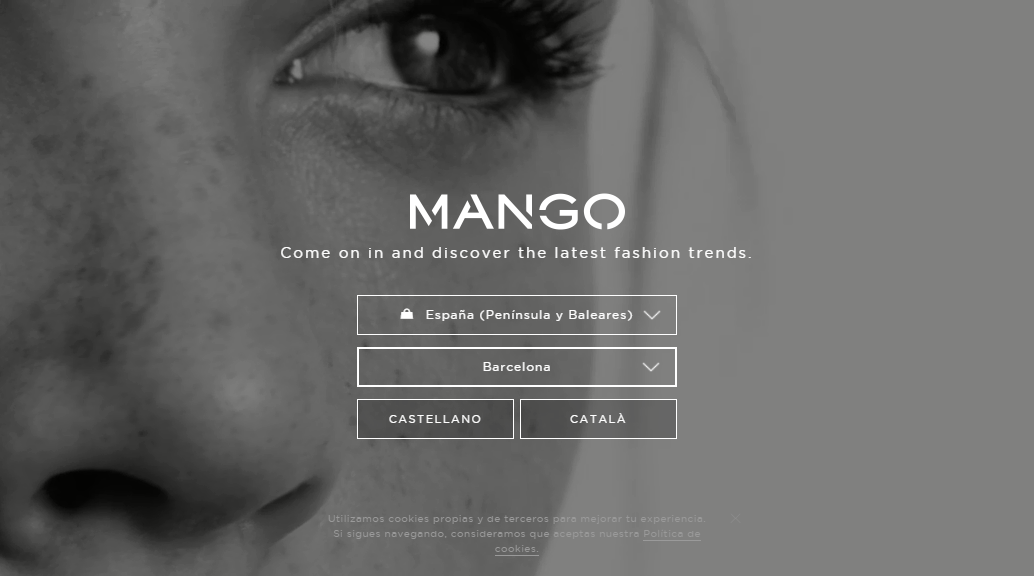 MANGO
Come on in and discover the latest fashion trends.
España (Península y Baleares)
Barcelona
CASTELLANO CATALÀ
Utilizamos cookies propias y de terceros para mejorar tu experiencia.
Si sigues navegando, consideramos que aceptas nuestra Política de
cookies.